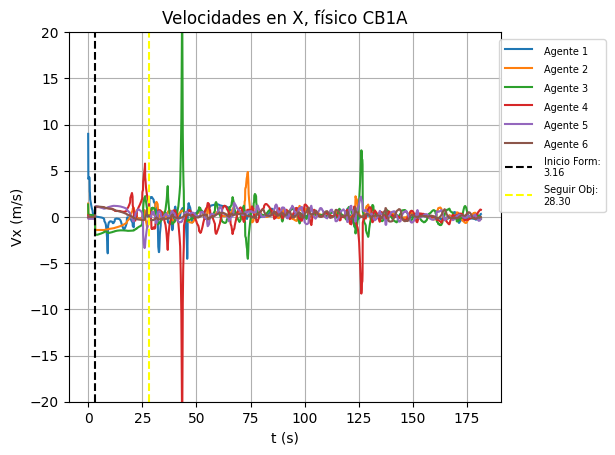 Velocidades en X, físico CB1A
Vx (m/s)
20
15
10
5
0
−5
−10
−15
−20
0
25
50
75
100
125
150
175
t (s)
Agente 1
Agente 2
Agente 3
Agente 4
Agente 5
Agente 6
Inicio Form:
3.16
Seguir Obj:
28.30